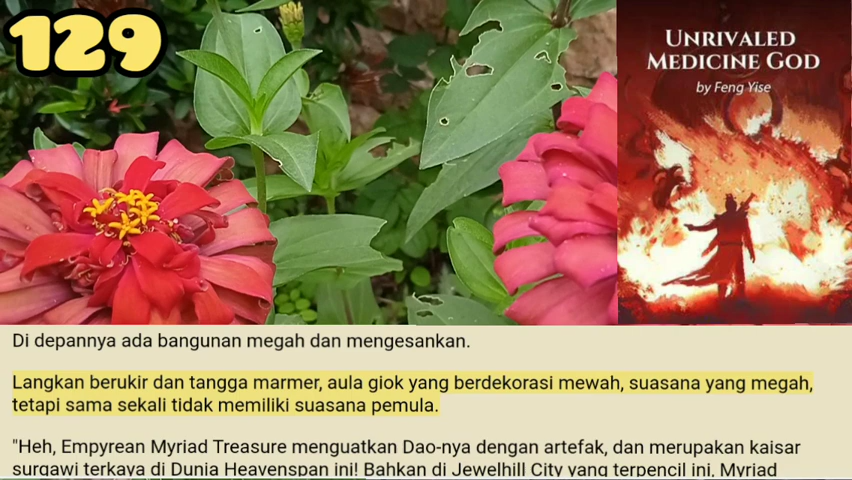 129
UNRIVALED
MEDICINE GOD
by Feng Yise
Di depannya ada bangunan megah dan mengesankan.
Langkan berukir dan tangga marmer, aula giok yang berdekorasi mewah, suasana yang megah,
tetapi sama sekali tidak memiliki suasana pemula.
"Heh, Empyrean Myriad Treasure menguatkan Dao-nya dengan artefak, dan merupakan kaisar
surgawi terkaya di Dunia Heavenspan ini! Bahkan di Jewelhill City yang terpencil ini, Myriad